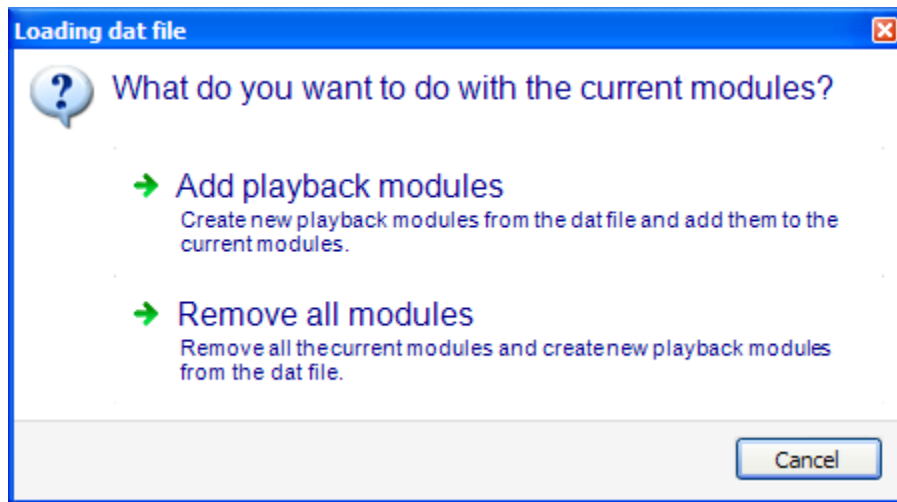 Loading dat file
What do you want to do with the current modules?
Add playback modules
Create new playback modules from the dat file and add them to the
current modules.
Remove all modules
Remove all the current modules and create new playback modules
from the dat file.
Cancel